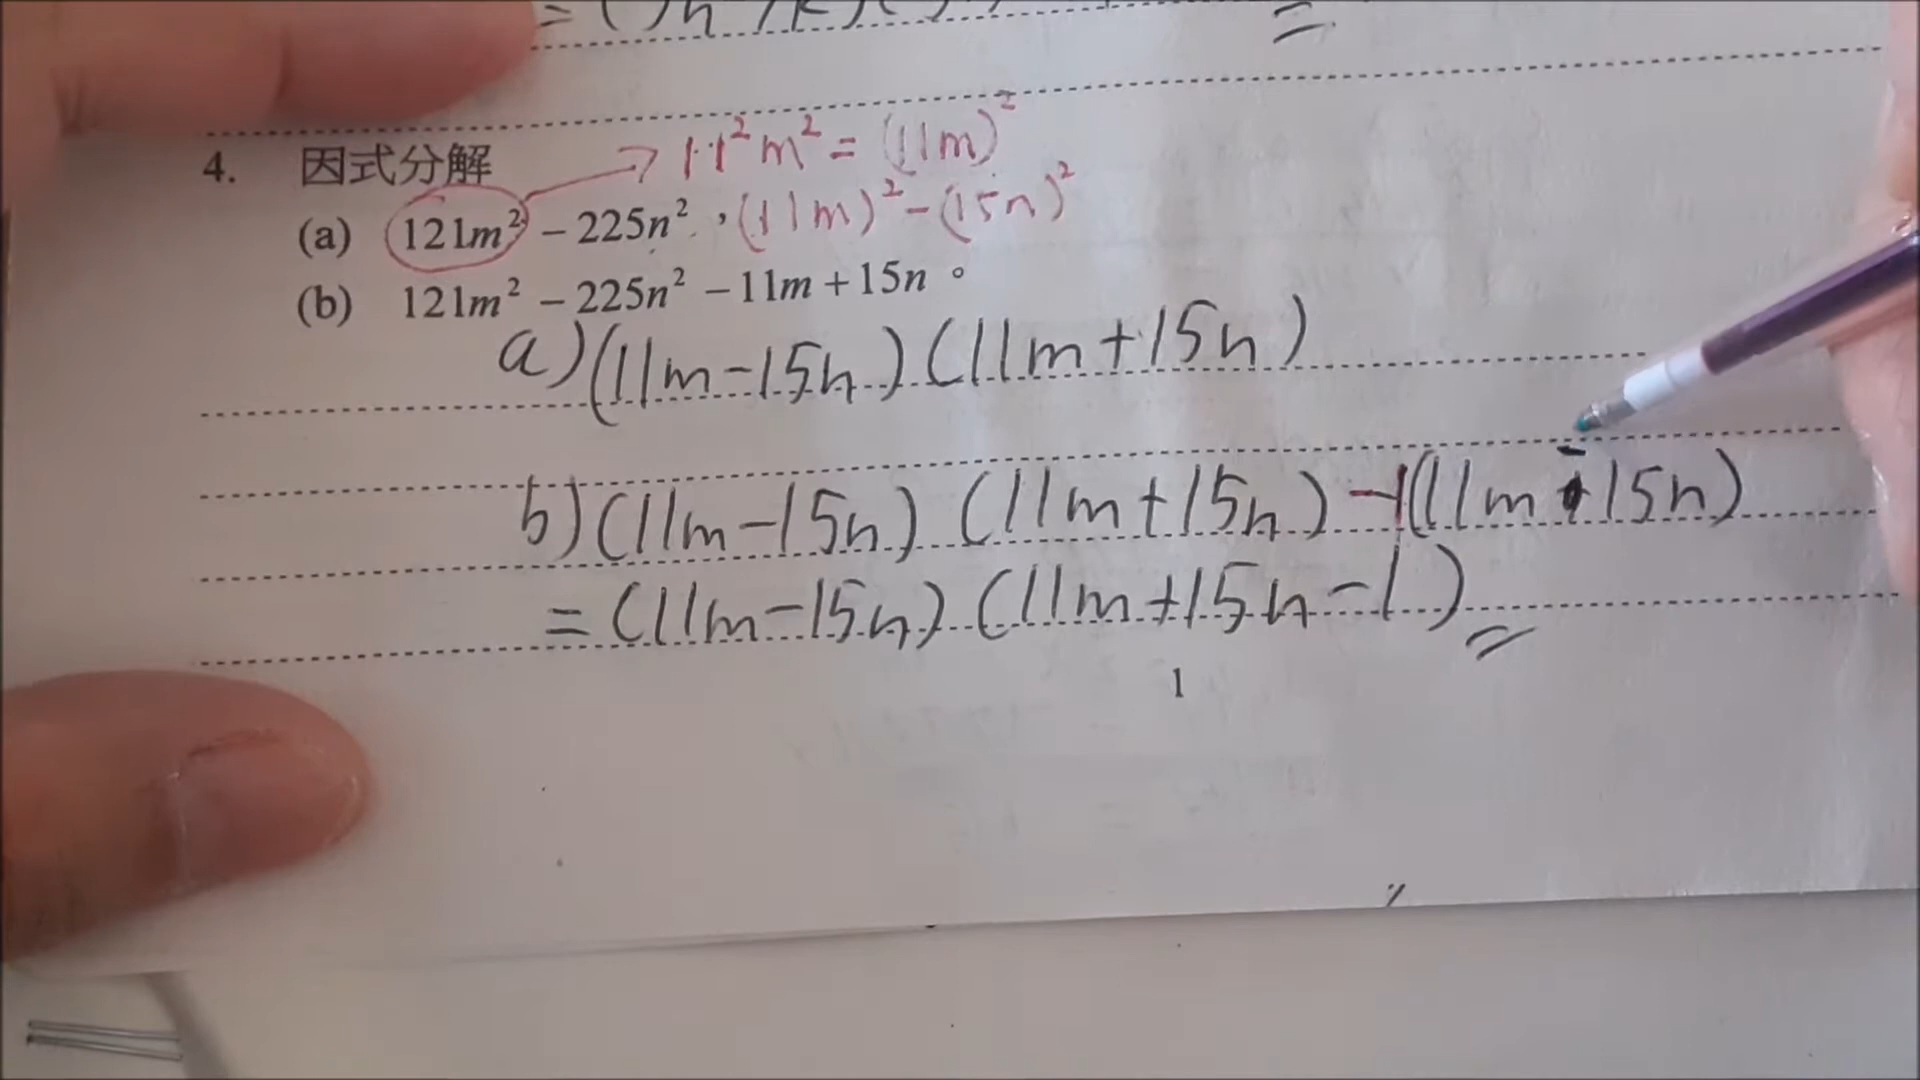 4. 因式分解 → 11²m² = (11m)²
(a) 121m² − 225n² , (11m)² − (15n)²
(b) 121m² − 225n² − 11m + 15n 。
a) (11m−15n)(11m+15n)
b) (11m−15n)(11m+15n) −1(11m-15n)
= (11m−15n)(11m+15n−1)
1